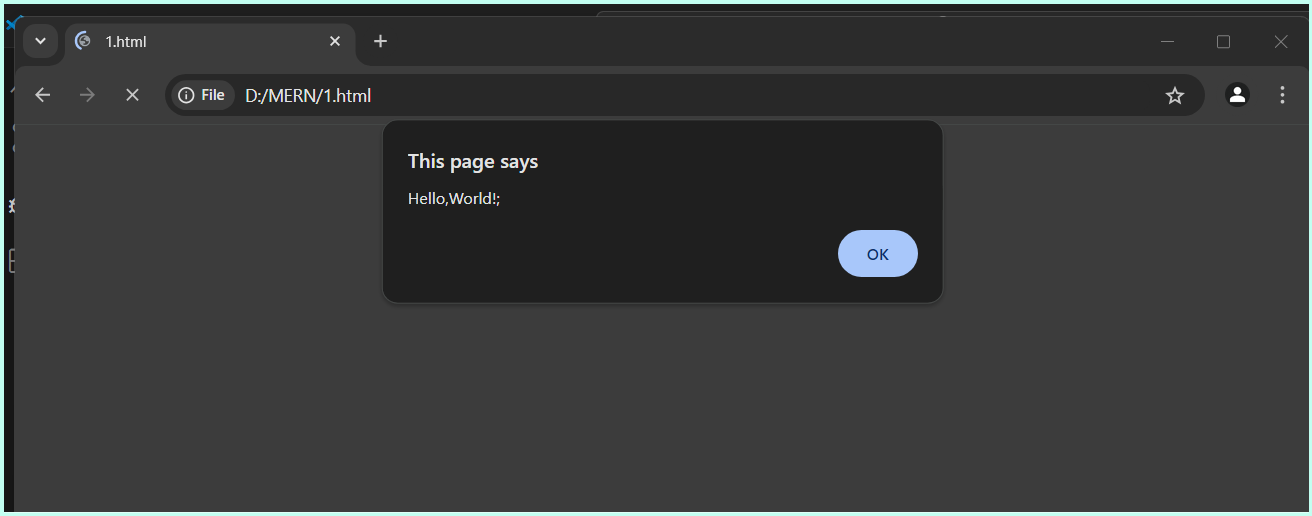 1.html
File D:/MERN/1.html
This page says
Hello,World!;
OK